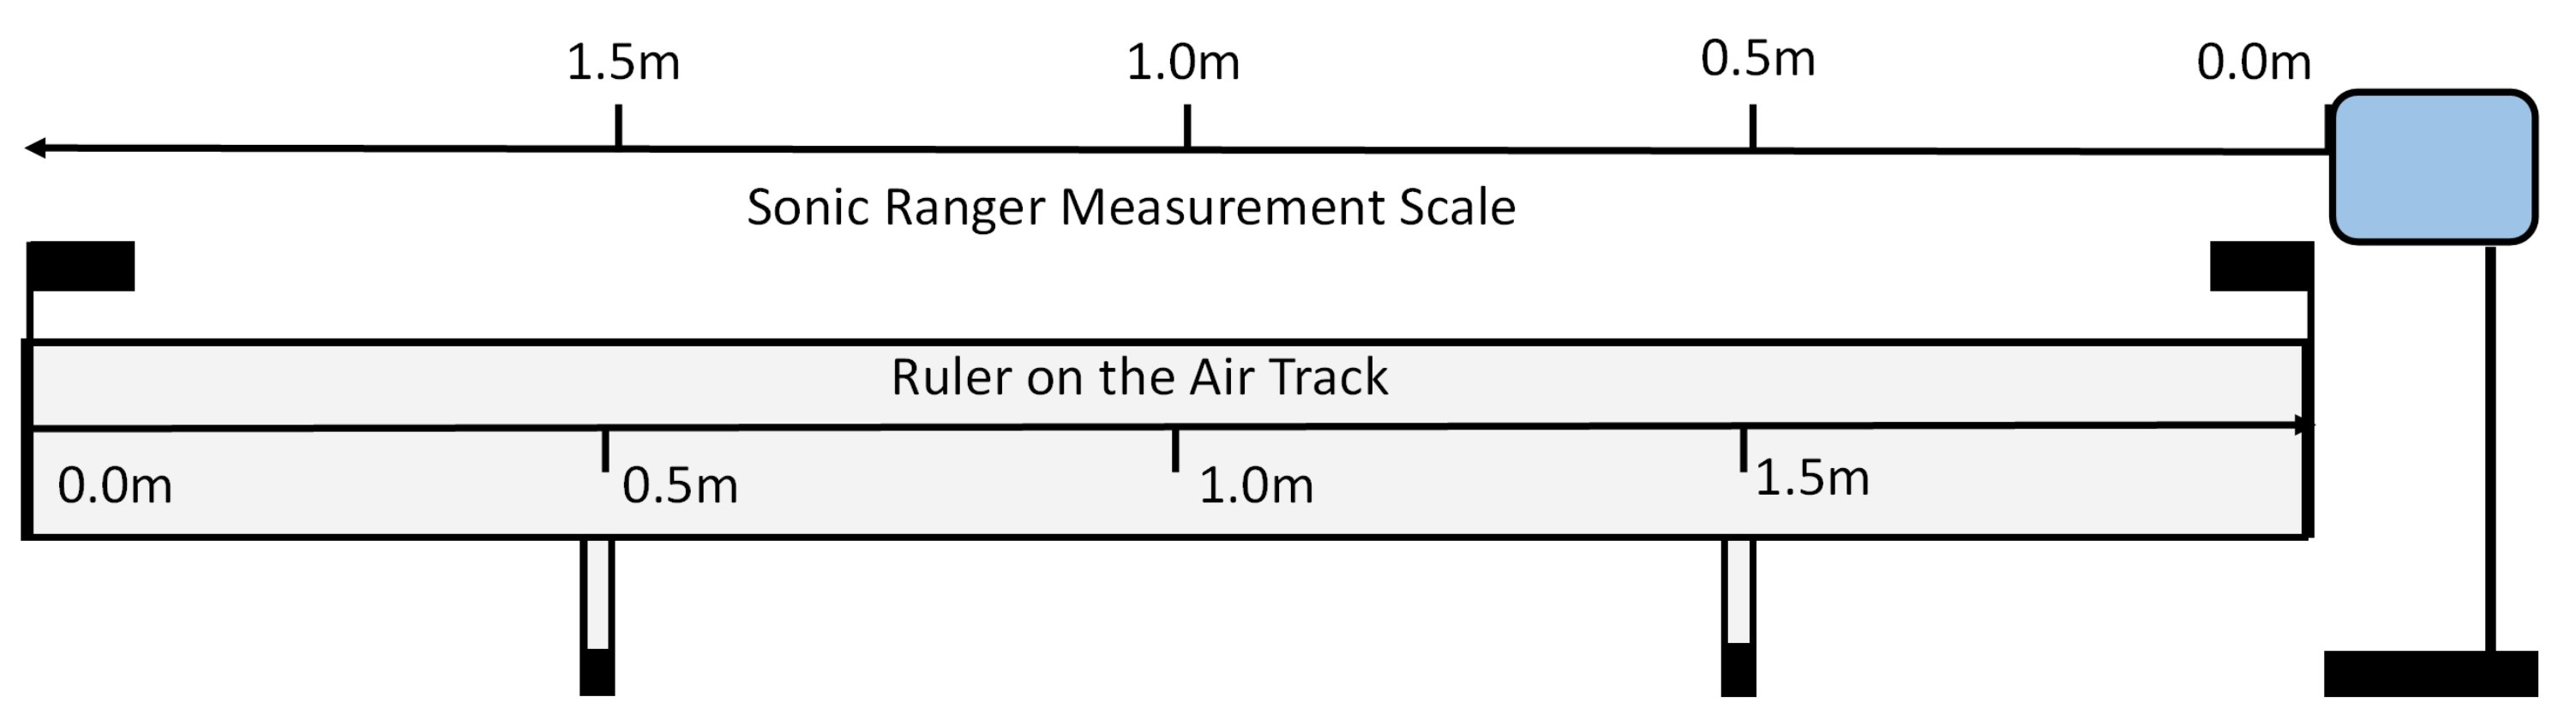 1.5m 1.0m 0.5m 0.0m
Sonic Ranger Measurement Scale
Ruler on the Air Track
0.0m 0.5m 1.0m 1.5m